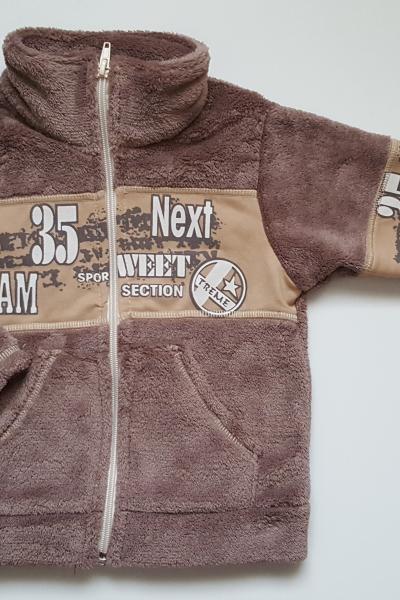 35 Next
SPOR WEET
AM SECTION
TREME